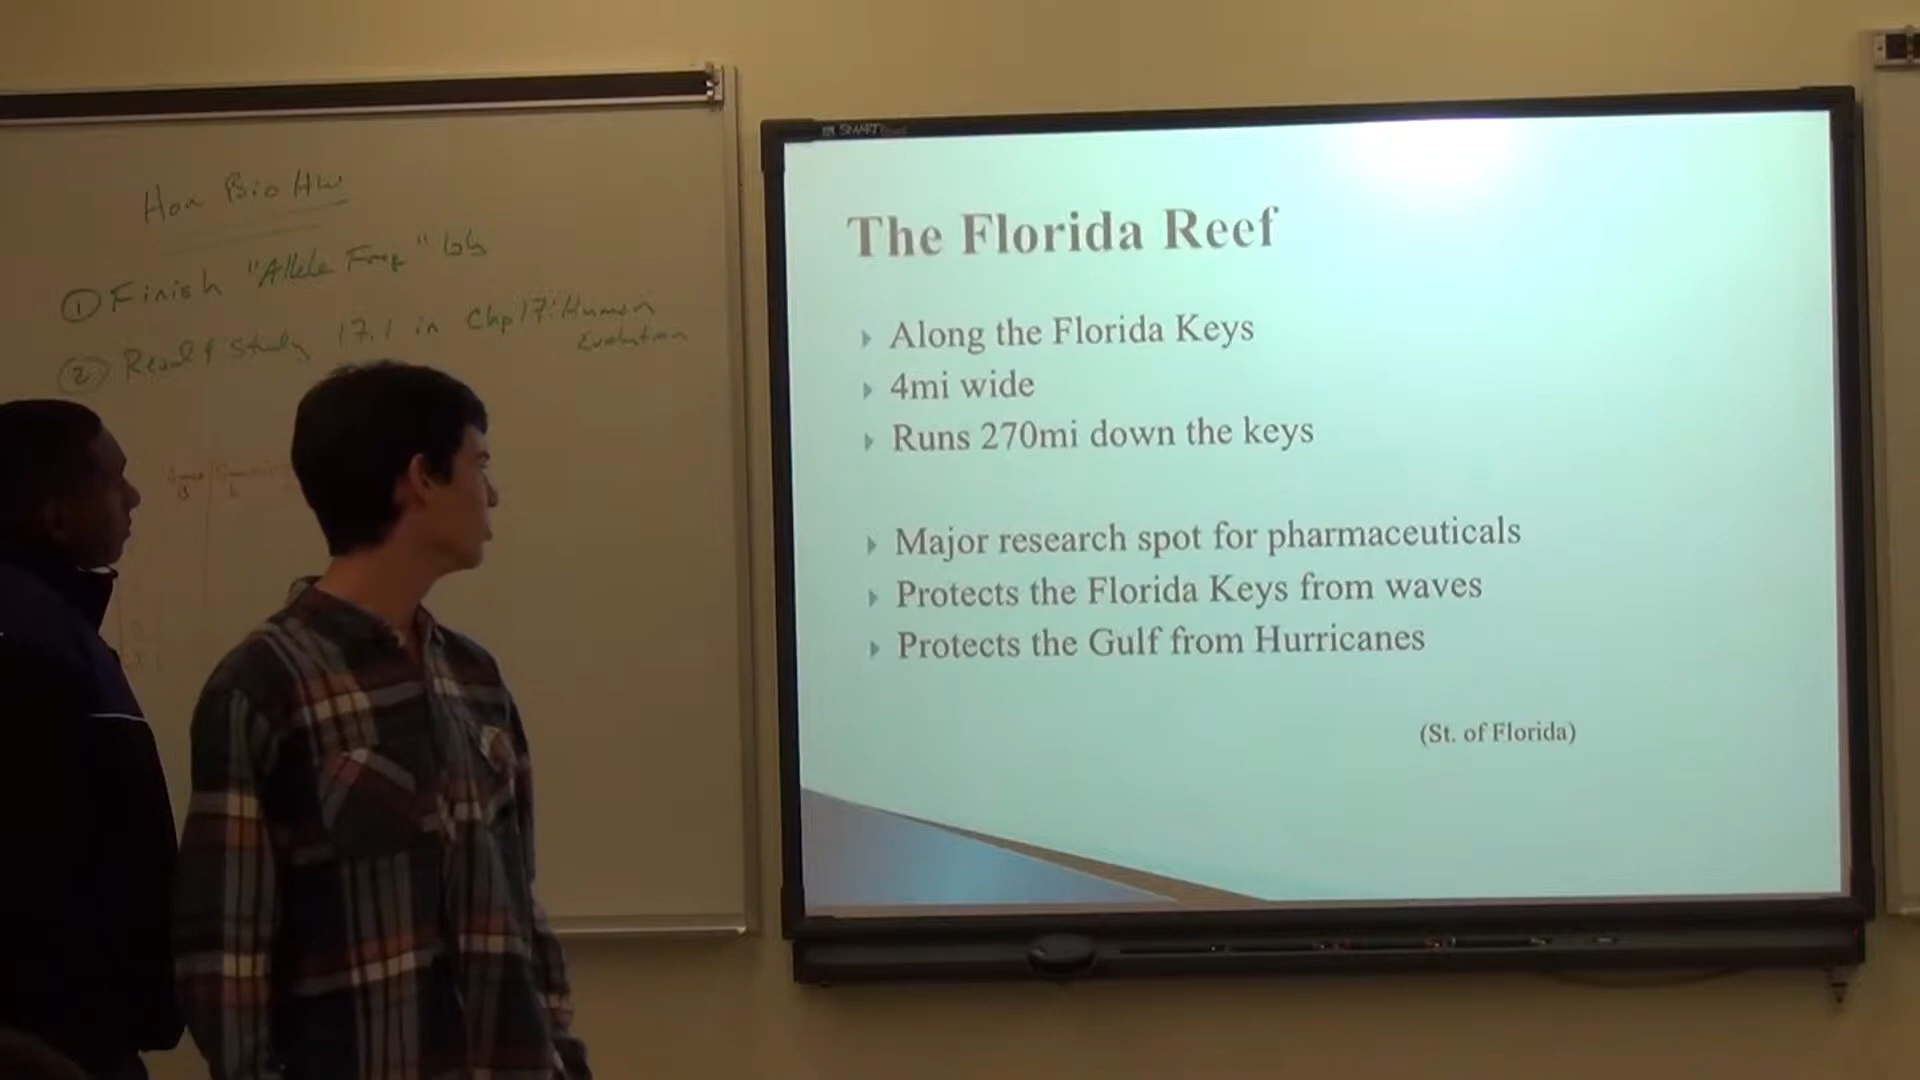 Hon Bio HW
① Finish "Allele Freq" lab
② Read & Study 17.1 in Chp 17: Human
Evolution
SMART Board
The Florida Reef
Along the Florida Keys
4mi wide
Runs 270mi down the keys
Major research spot for pharmaceuticals
Protects the Florida Keys from waves
Protects the Gulf from Hurricanes
(St. of Florida)